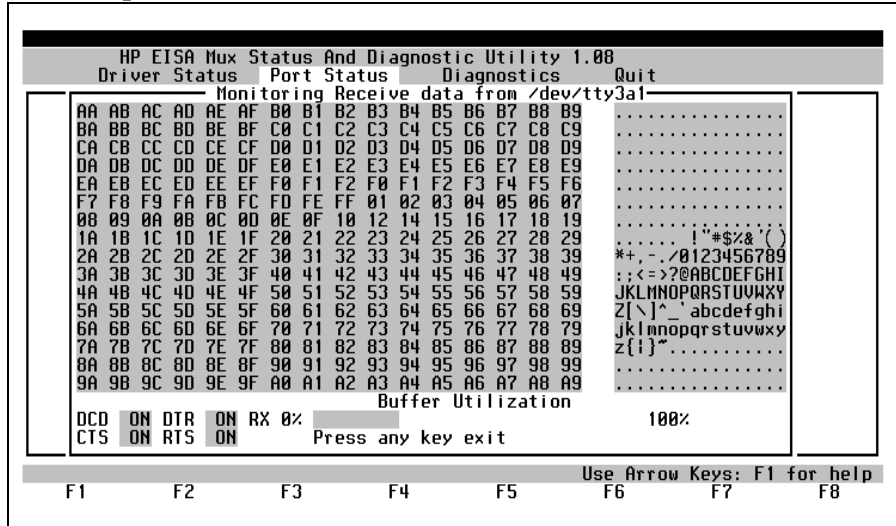 HP EISA Mux Status And Diagnostic Utility 1.08
Driver Status Port Status Diagnostics Quit
Monitoring Receive data from /dev/tty3a1
AA AB AC AD AE AF B0 B1 B2 B3 B4 B5 B6 B7 B8 B9 ................
BA BB BC BD BE BF C0 C1 C2 C3 C4 C5 C6 C7 C8 C9 ................
CA CB CC CD CE CF D0 D1 D2 D3 D4 D5 D6 D7 D8 D9 ................
DA DB DC DD DE DF E0 E1 E2 E3 E4 E5 E6 E7 E8 E9 ................
EA EB EC ED EE EF F0 F1 F2 F0 F1 F2 F3 F4 F5 F6 ................
F7 F8 F9 FA FB FC FD FE FF 01 02 03 04 05 06 07 ................
08 09 0A 0B 0C 0D 0E 0F 10 12 14 15 16 17 18 19 ................
1A 1B 1C 1D 1E 1F 20 21 22 23 24 25 26 27 28 29 ...... !"#$%&'()
2A 2B 2C 2D 2E 2F 30 31 32 33 34 35 36 37 38 39 *+,-./0123456789
3A 3B 3C 3D 3E 3F 40 41 42 43 44 45 46 47 48 49 :;<=>?@ABCDEFGHI
4A 4B 4C 4D 4E 4F 50 51 52 53 54 55 56 57 58 59 JKLMNOPQRSTUVWXY
5A 5B 5C 5D 5E 5F 60 61 62 63 64 65 66 67 68 69 Z[\]^_`abcdefghi
6A 6B 6C 6D 6E 6F 70 71 72 73 74 75 76 77 78 79 jklmnopqrstuvwxy
7A 7B 7C 7D 7E 7F 80 81 82 83 84 85 86 87 88 89 z{¦}~...........
8A 8B 8C 8D 8E 8F 90 91 92 93 94 95 96 97 98 99 ................
9A 9B 9C 9D 9E 9F A0 A1 A2 A3 A4 A5 A6 A7 A8 A9 ................
Buffer Utilization
DCD ON DTR ON RX 0% 100%
CTS ON RTS ON Press any key exit
Use Arrow Keys: F1 for help
F1 F2 F3 F4 F5 F6 F7 F8